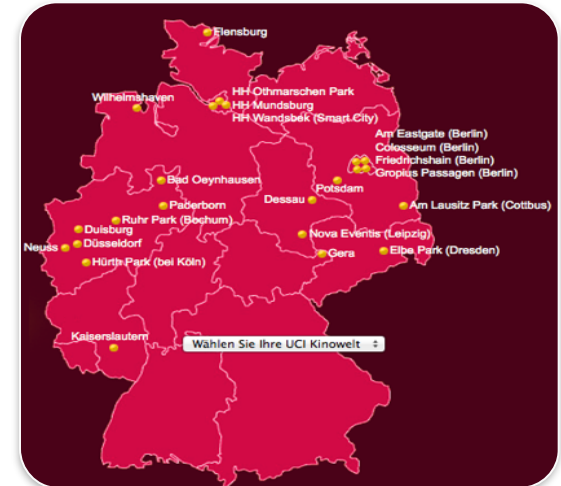 Flensburg
Wilhelmshaven
HH Othmarschen Park
HH Mundsburg
HH Wandsbek (Smart City)
Am Eastgate (Berlin)
Colosseum (Berlin)
Friedrichshain (Berlin)
Gropius Passagen (Berlin)
Bad Oeynhausen
Potsdam
Dessau
Paderborn
Am Lausitz Park (Cottbus)
Ruhr Park (Bochum)
Duisburg
Nova Eventis (Leipzig)
Neuss
Düsseldorf
Gera
Elbe Park (Dresden)
Hürth Park (bei Köln)
Kaiserslautern
Wählen Sie Ihre UCI Kinowelt